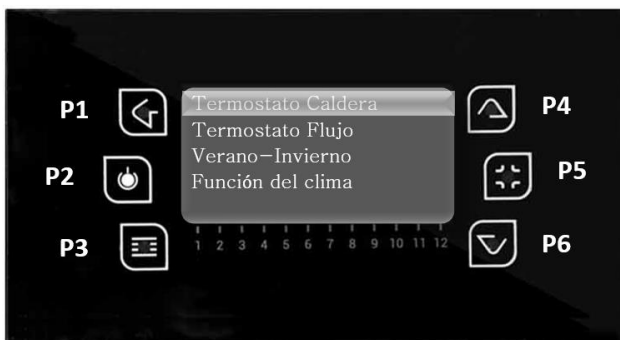 P1
P2
P3
Termostato Caldera
Termostato Flujo
Verano-Invierno
Función del clima
1 2 3 4 5 6 7 8 9 10 11 12
P4
P5
P6